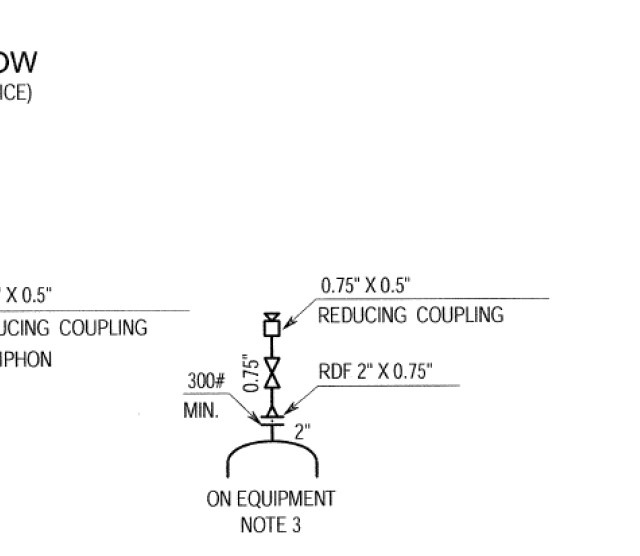 OW
ICE)
X 0.5"
UCING COUPLING
IPHON
0.75" X 0.5"
REDUCING COUPLING
0.75"
RDF 2" X 0.75"
300#
MIN.
2"
ON EQUIPMENT
NOTE 3